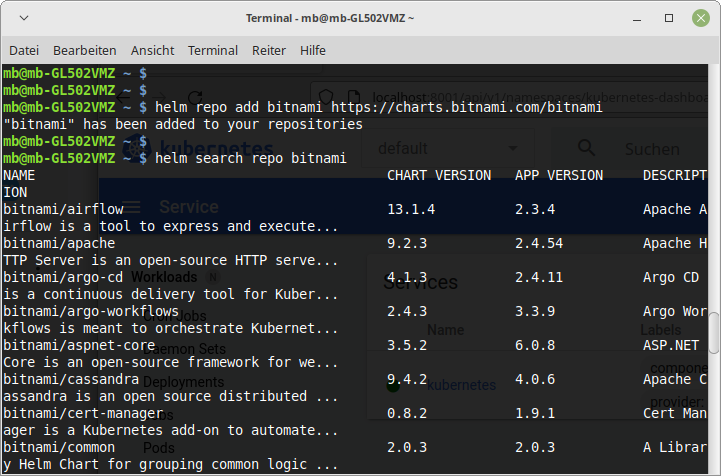 Terminal - mb@mb-GL502VMZ ~
Datei Bearbeiten Ansicht Terminal Reiter Hilfe
mb@mb-GL502VMZ ~ $
mb@mb-GL502VMZ ~ $
mb@mb-GL502VMZ ~ $ helm repo add bitnami https://charts.bitnami.com/bitnami
localhost:8001/api/v1/namespaces/kubernetes-dashboa
"bitnami" has been added to your repositories
mb@mb-GL502VMZ ~ $
kubernetes default Suchen
mb@mb-GL502VMZ ~ $ helm search repo bitnami
NAME CHART VERSION APP VERSION DESCRIPT
ION
Service
bitnami/airflow 13.1.4 2.3.4 Apache A
irflow is a tool to express and execute...
bitnami/apache 9.2.3 2.4.54 Apache H
TTP Server is an open-source HTTP serve...
Workloads N
Services
bitnami/argo-cd 4.1.3 2.4.11 Argo CD
is a continuous delivery tool for Kuber...
bitnami/argo-workflows 2.4.3 3.3.9 Argo Wor
Cron Jobs
kflows is meant to orchestrate Kubernet...
Name Labels
bitnami/aspnet-core 3.5.2 6.0.8 ASP.NET
Daemon Sets
Core is an open-source framework for we...
bitnami/cassandra 9.4.2 4.0.6 Apache C
Deployments
kubernetes
compone
assandra is an open source distributed ...
provider:
bitnami/cert-manager 0.8.2 1.9.1 Cert Man
ager is a Kubernetes add-on to automate...
bitnami/common 2.0.3 2.0.3 A Librar
Pods
y Helm Chart for grouping common logic ...